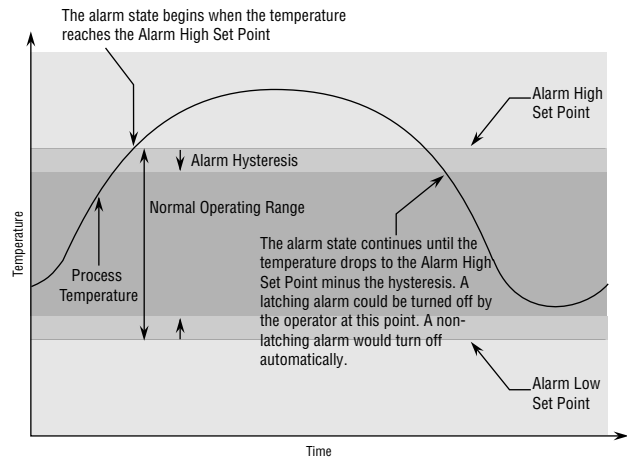 The alarm state begins when the temperature
reaches the Alarm High Set Point
Alarm High
Set Point
Alarm Hysteresis
Normal Operating Range
Temperature
Process
Temperature
The alarm state continues until the
temperature drops to the Alarm High
Set Point minus the hysteresis. A
latching alarm could be turned off by
the operator at this point. A non-
latching alarm would turn off
automatically.
Alarm Low
Set Point
Time